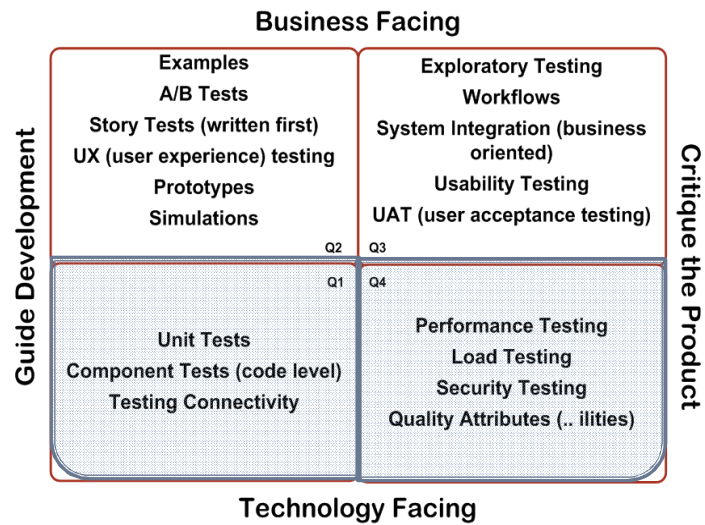 Business Facing
Guide Development
Examples
A/B Tests
Story Tests (written first)
UX (user experience) testing
Prototypes
Simulations
Q2
Exploratory Testing
Workflows
System Integration (business
oriented)
Usability Testing
UAT (user acceptance testing)
Q3
Critique the Product
Q1
Unit Tests
Component Tests (code level)
Testing Connectivity
Q4
Performance Testing
Load Testing
Security Testing
Quality Attributes (.. ilities)
Technology Facing